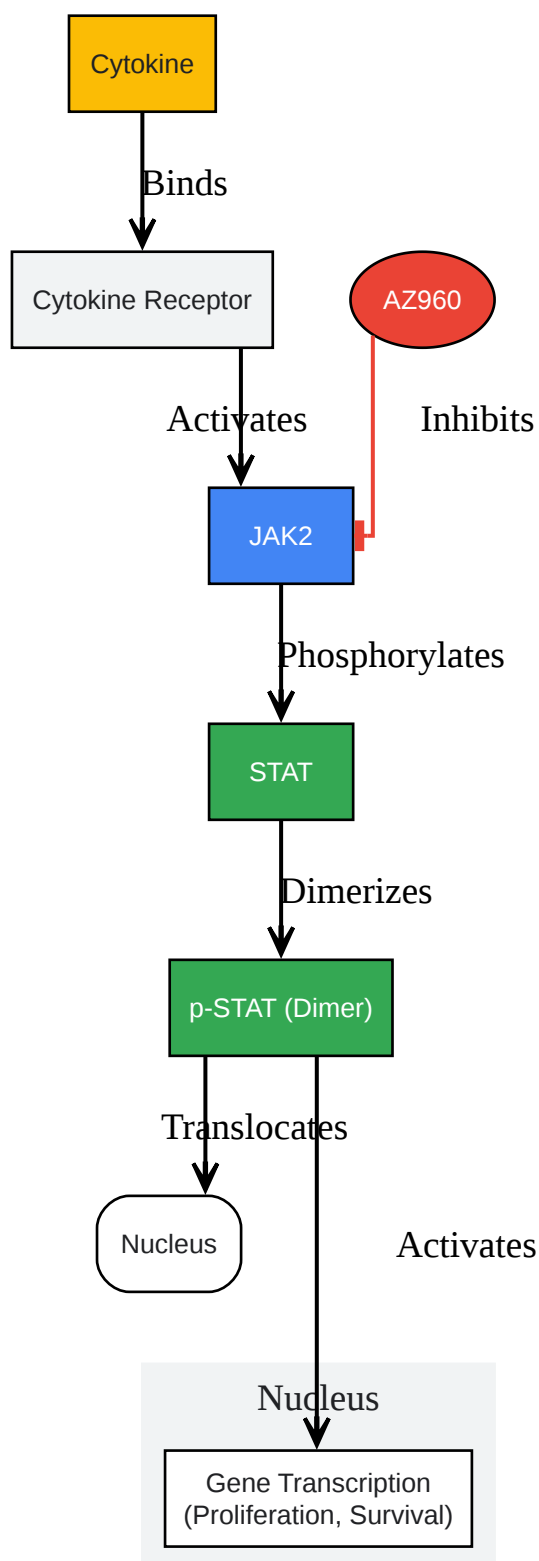 Cytokine
Binds
Cytokine Receptor
AZ960
Activates
Inhibits
JAK2
Phosphorylates
STAT
Dimerizes
p-STAT (Dimer)
Translocates
Nucleus
Activates
Nucleus
Gene Transcription
(Proliferation, Survival)